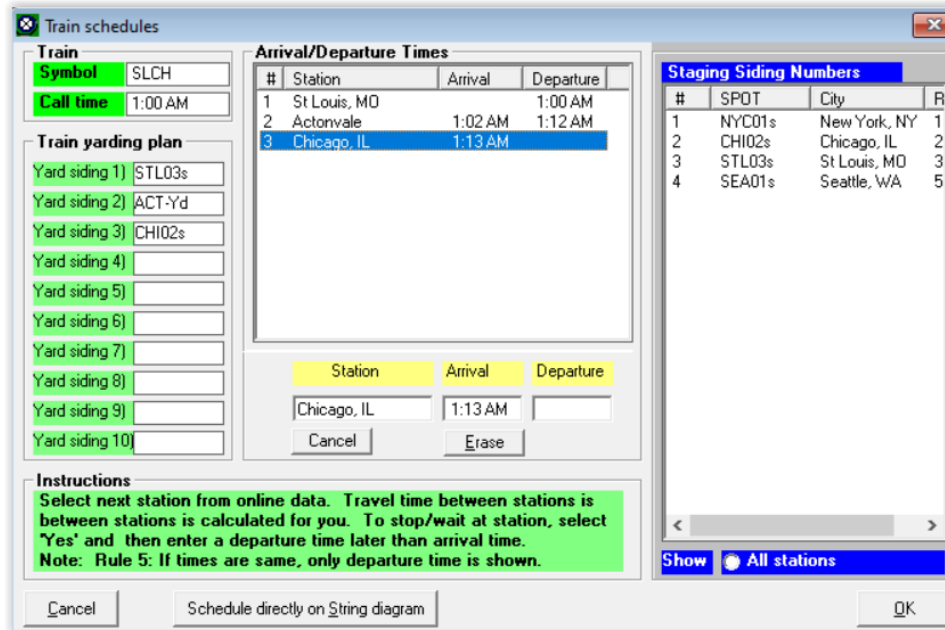 Train schedules
Train
Symbol SLCH
Call time 1:00 AM
Train yarding plan
Yard siding 1) STL03s
Yard siding 2) ACT-Yd
Yard siding 3) CHI02s
Yard siding 4)
Yard siding 5)
Yard siding 6)
Yard siding 7)
Yard siding 8)
Yard siding 9)
Yard siding 10)
Arrival/Departure Times
# Station Arrival Departure
1 St Louis, MO 1:00 AM
2 Actonvale 1:02 AM 1:12 AM
3 Chicago, IL 1:13 AM
Station Arrival Departure
Chicago, IL 1:13 AM
Cancel Erase
Staging Siding Numbers
# SPOT City R
1 NYC01s New York, NY 1
2 CHI02s Chicago, IL 2
3 STL03s St Louis, MO 3
4 SEA01s Seattle, WA 5
Show All stations
Instructions
Select next station from online data. Travel time between stations is
between stations is calculated for you. To stop/wait at station, select
'Yes' and then enter a departure time later than arrival time.
Note: Rule 5: If times are same, only departure time is shown.
Cancel Schedule directly on String diagram OK